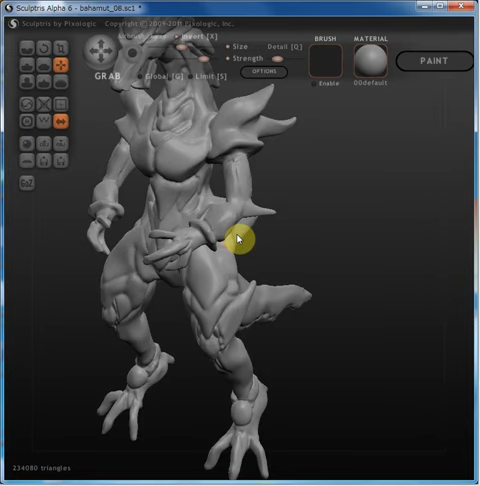 Sculptris Alpha 6 - bahamut_08.sc1 *
Sculptris by Pixologic Copyright © 2009-2011 Pixologic, Inc.
Airbrush Invert [X]
Size Detail [Q]
Strength
GRAB Global [G] Limit [S] OPTIONS
BRUSH
Enable
MATERIAL
00default
PAINT
234080 triangles